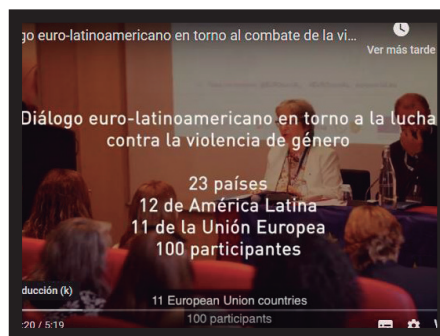 go euro-latinoamericano en torno al combate de la vi...
Ver más tarde
Diálogo euro-latinoamericano en torno a la lucha
contra la violencia de género
23 países
12 de América Latina
11 de la Unión Europea
100 participantes
ducción (k)
11 European Union countries
100 participants
:20 / 5:19